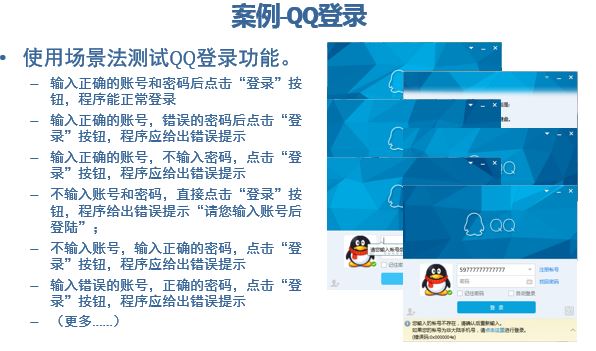 案例-QQ登录
• 使用场景法测试QQ登录功能。
– 输入正确的账号和密码后点击“登录”按
钮，程序能正常登录
– 输入正确的账号，错误的密码后点击“登
录”按钮，程序应给出错误提示
– 输入正确的账号，不输入密码，点击“登
录”按钮，程序应给出错误提示
– 不输入账号和密码，直接点击“登录”按
钮，程序给出错误提示“请您输入账号后
登陆”；
– 不输入账号，输入正确的密码，点击“登
录”按钮，程序应给出错误提示
– 输入错误的账号，正确的密码，点击“登
录”按钮，程序应给出错误提示
– （更多……）
QQ
QQ
请您输入帐号后
记住密
59777777777777
注册帐号
密码
找回密码
记住密码
自动登录
登 录
您输入的帐号不存在，请确认后重新输入。
如果您的帐号为非大陆手机号，请点击这里进行登录。
(错误码:0x0000004e)